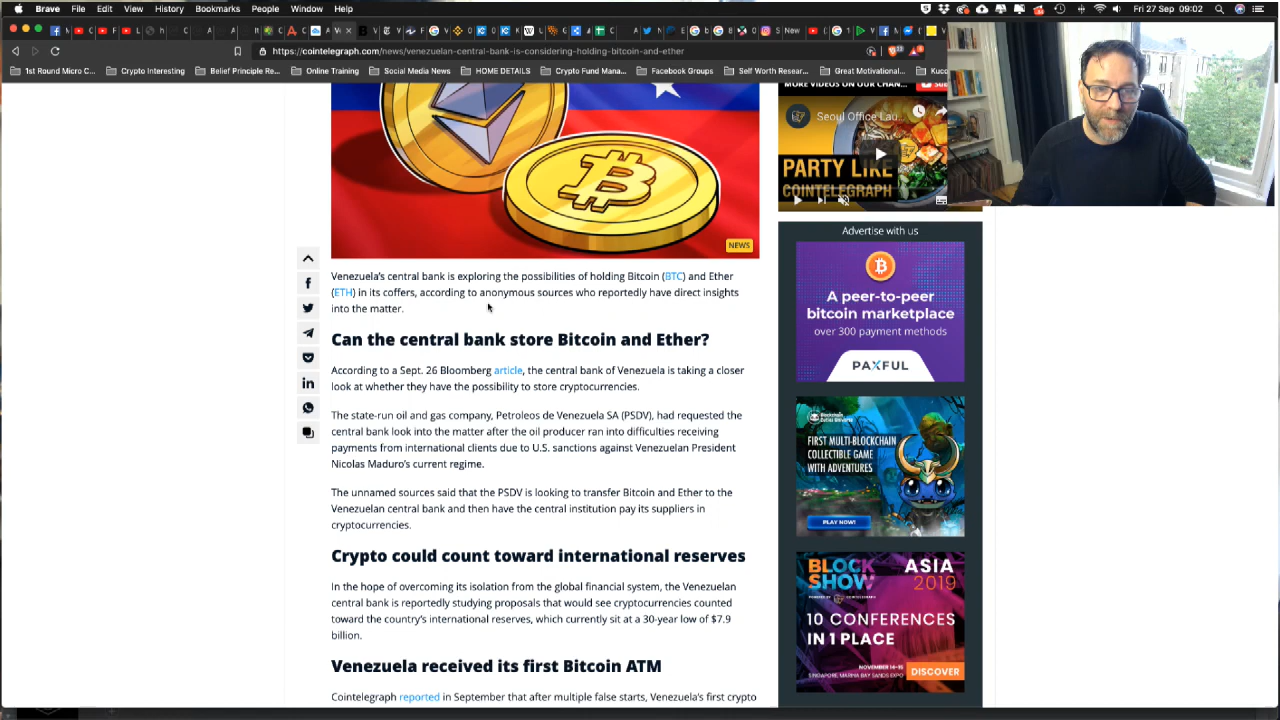 Brave File Edit View History Bookmarks People Window Help
Fri 27 Sep 09:02
https://cointelegraph.com/news/venezuelan-central-bank-is-considering-holding-bitcoin-and-ether
1st Round Micro C... Crypto Interesting Belief Principle Re... Online Training Social Media News HOME DETAILS Crypto Fund Mana... Facebook Groups Self Worth Resear... Great Motivational... Kucc
MORE VIDEOS ON OUR CHAN...
Seoul Office Lau...
PARTY LIKE
COINTELEGRAPH
NEWS
Venezuela's central bank is exploring the possibilities of holding Bitcoin (BTC) and Ether
(ETH) in its coffers, according to anonymous sources who reportedly have direct insights
into the matter.
Can the central bank store Bitcoin and Ether?
According to a Sept. 26 Bloomberg article, the central bank of Venezuela is taking a closer
look at whether they have the possibility to store cryptocurrencies.
The state-run oil and gas company, Petroleos de Venezuela SA (PSDV), had requested the
central bank look into the matter after the oil producer ran into difficulties receiving
payments from international clients due to U.S. sanctions against Venezuelan President
Nicolas Maduro's current regime.
The unnamed sources said that the PSDV is looking to transfer Bitcoin and Ether to the
Venezuelan central bank and then have the central institution pay its suppliers in
cryptocurrencies.
Crypto could count toward international reserves
In the hope of overcoming its isolation from the global financial system, the Venezuelan
central bank is reportedly studying proposals that would see cryptocurrencies counted
toward the country's international reserves, which currently sit at a 30-year low of $7.9
billion.
Venezuela received its first Bitcoin ATM
Cointelegraph reported in September that after multiple false starts, Venezuela's first crypto
Advertise with us
A peer-to-peer
bitcoin marketplace
over 300 payment methods
PAXFUL
FIRST MULTI-BLOCKCHAIN
COLLECTIBLE GAME
WITH ADVENTURES
PLAY NOW!
BLOCK
SHOW
ASIA
2019
10 CONFERENCES
IN 1 PLACE
NOVEMBER 14-15
SINGAPORE, MARINA BAY SANDS EXPO
DISCOVER